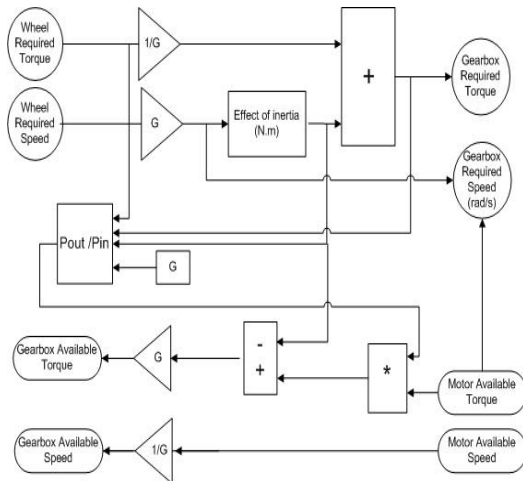 Wheel
Required
Torque
1/G
+
Gearbox
Required
Torque
Wheel
Required
Speed
G
Effect of inertia
(N.m)
Gearbox
Required
Speed
(rad/s)
Pout /Pin
G
Gearbox Available
Torque
G
-
+
*
Motor Available
Torque
Gearbox Available
Speed
1/G
Motor Available
Speed